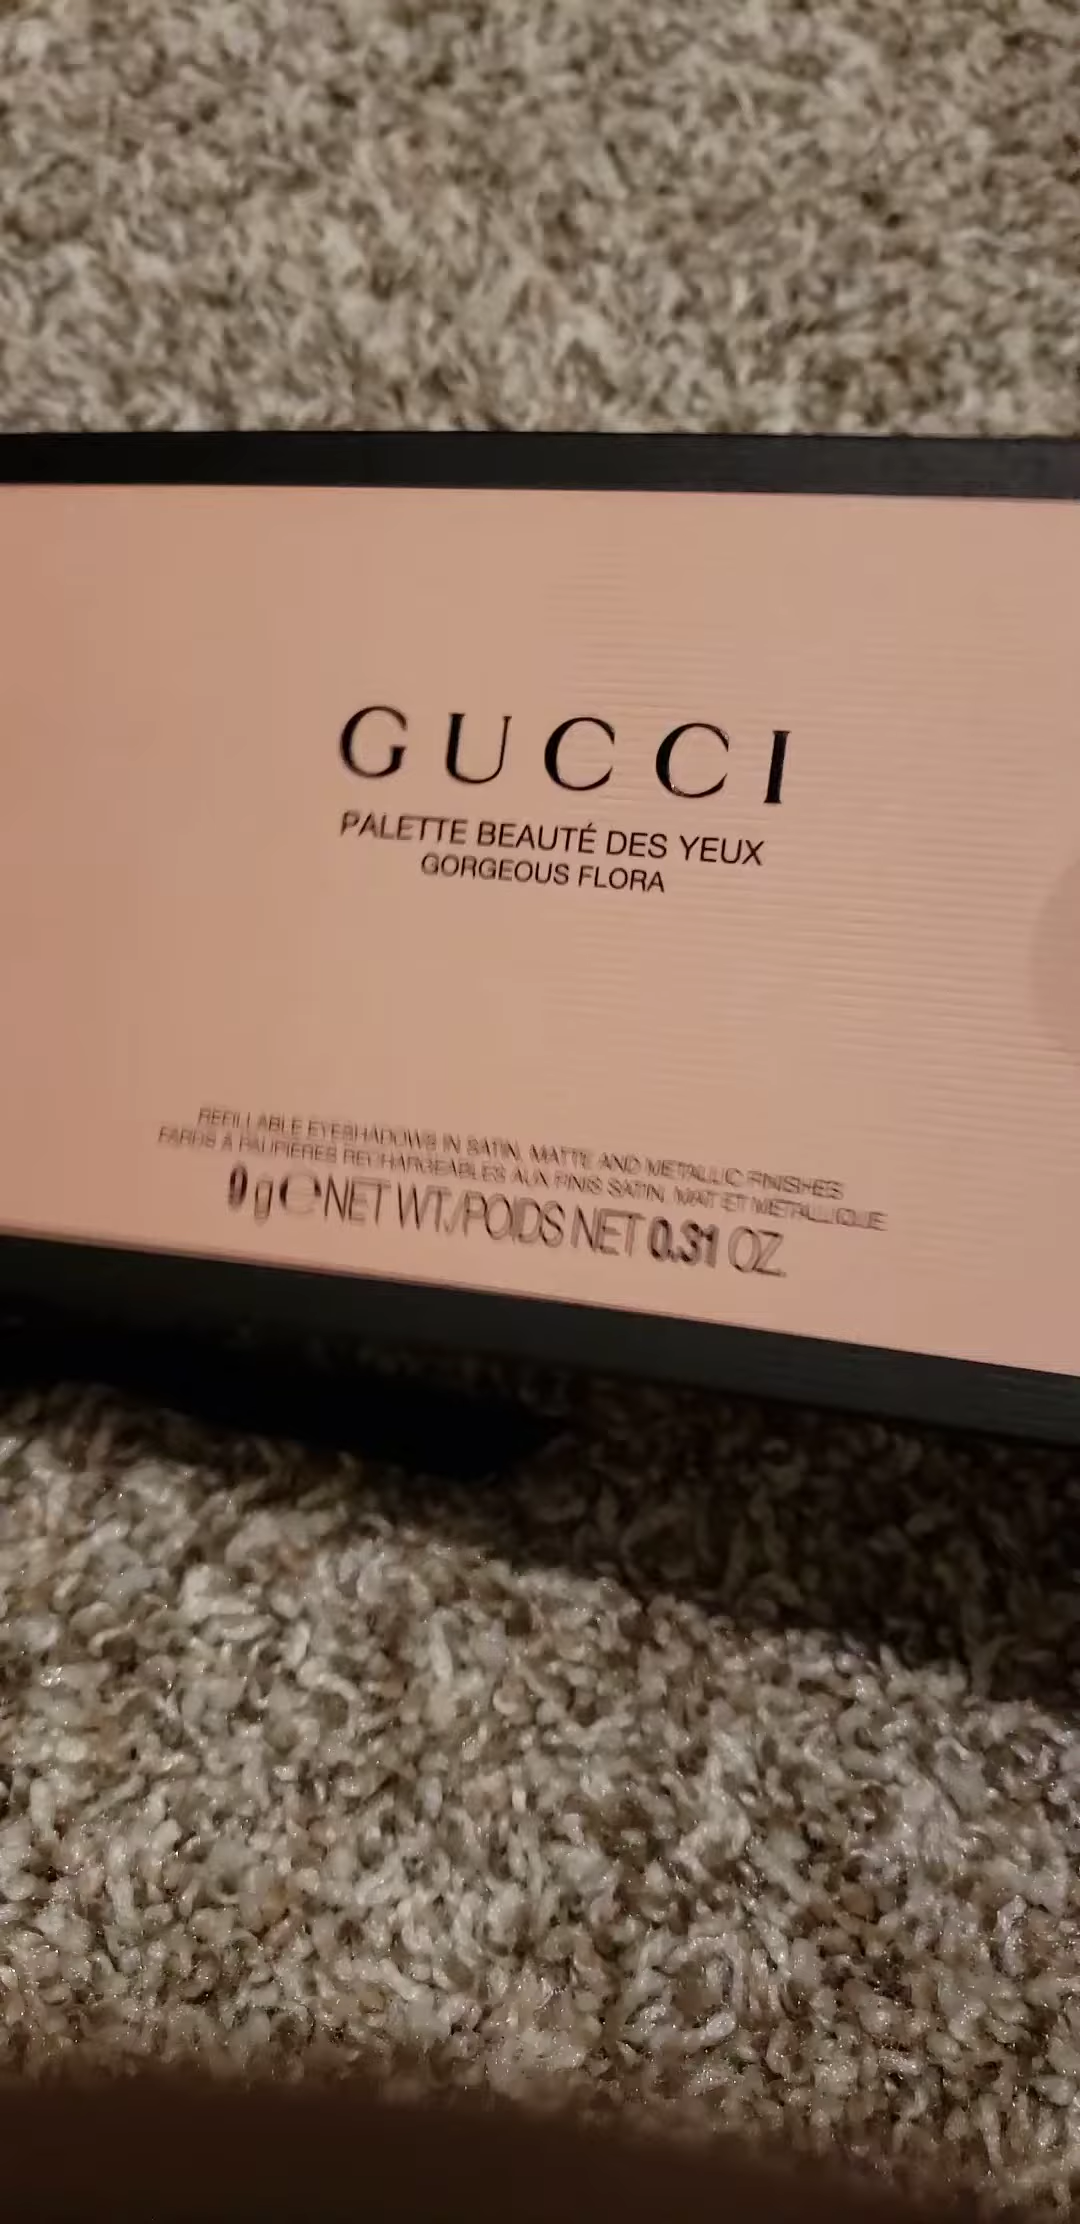 GUCCI
PALETTE BEAUTÉ DES YEUX
GORGEOUS FLORA
REFILLABLE EYESHADOWS IN SATIN, MATTE AND METALLIC FINISHES
FARDS À PAUPIÈRES RECHARGEABLES AUX FINIS SATIN, MAT ET MÉTALLIQUE
9 g ℮ NET WT./POIDS NET 0.31 OZ.